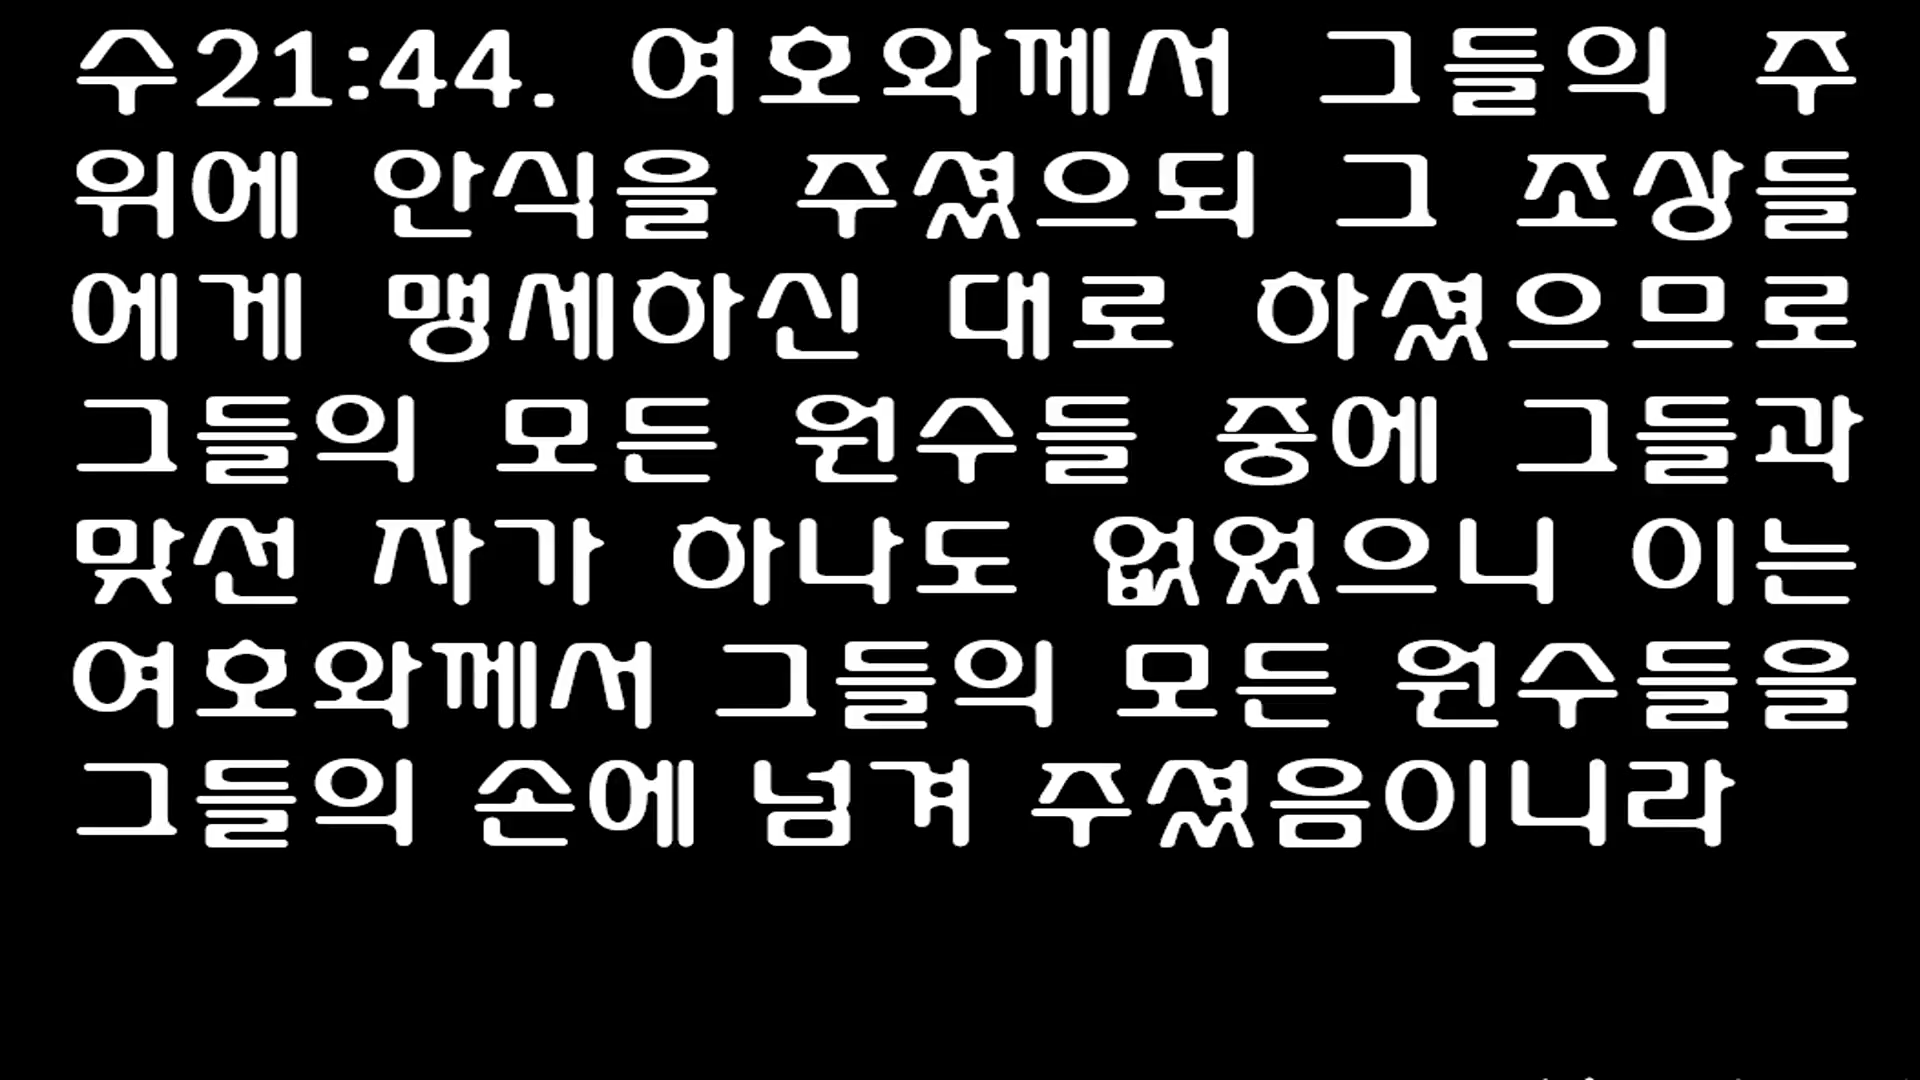 수21:44. 여호와께서 그들의 주
위에 안식을 주셨으되 그 조상들
에게 맹세하신 대로 하셨으므로
그들의 모든 원수들 중에 그들과
맞선 자가 하나도 없었으니 이는
여호와께서 그들의 모든 원수들을
그들의 손에 넘겨 주셨음이니라